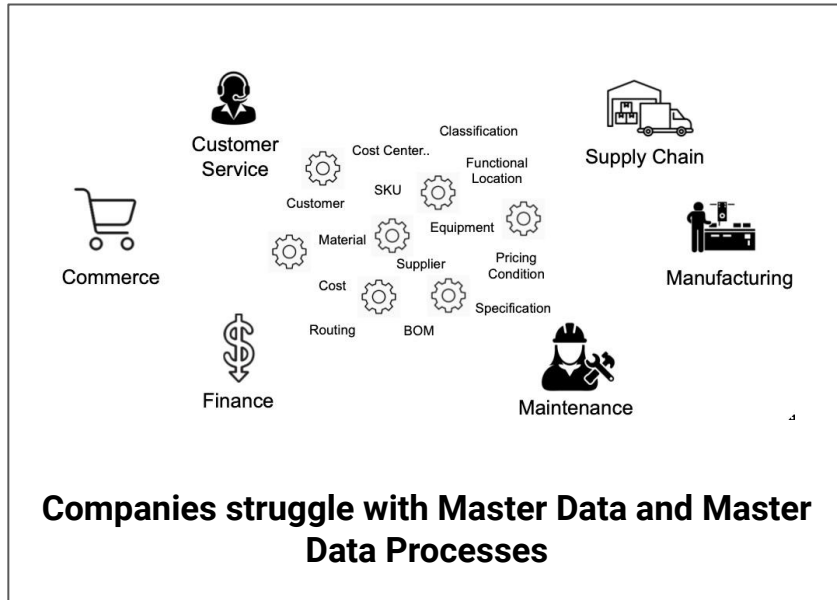 Customer
Service
Cost Center..
Classification
Supply Chain
Functional
Location
SKU
Customer
Commerce
Material
Equipment
Manufacturing
Supplier
Pricing
Condition
Cost
Specification
Routing
BOM
Finance
Maintenance
Companies struggle with Master Data and Master
Data Processes